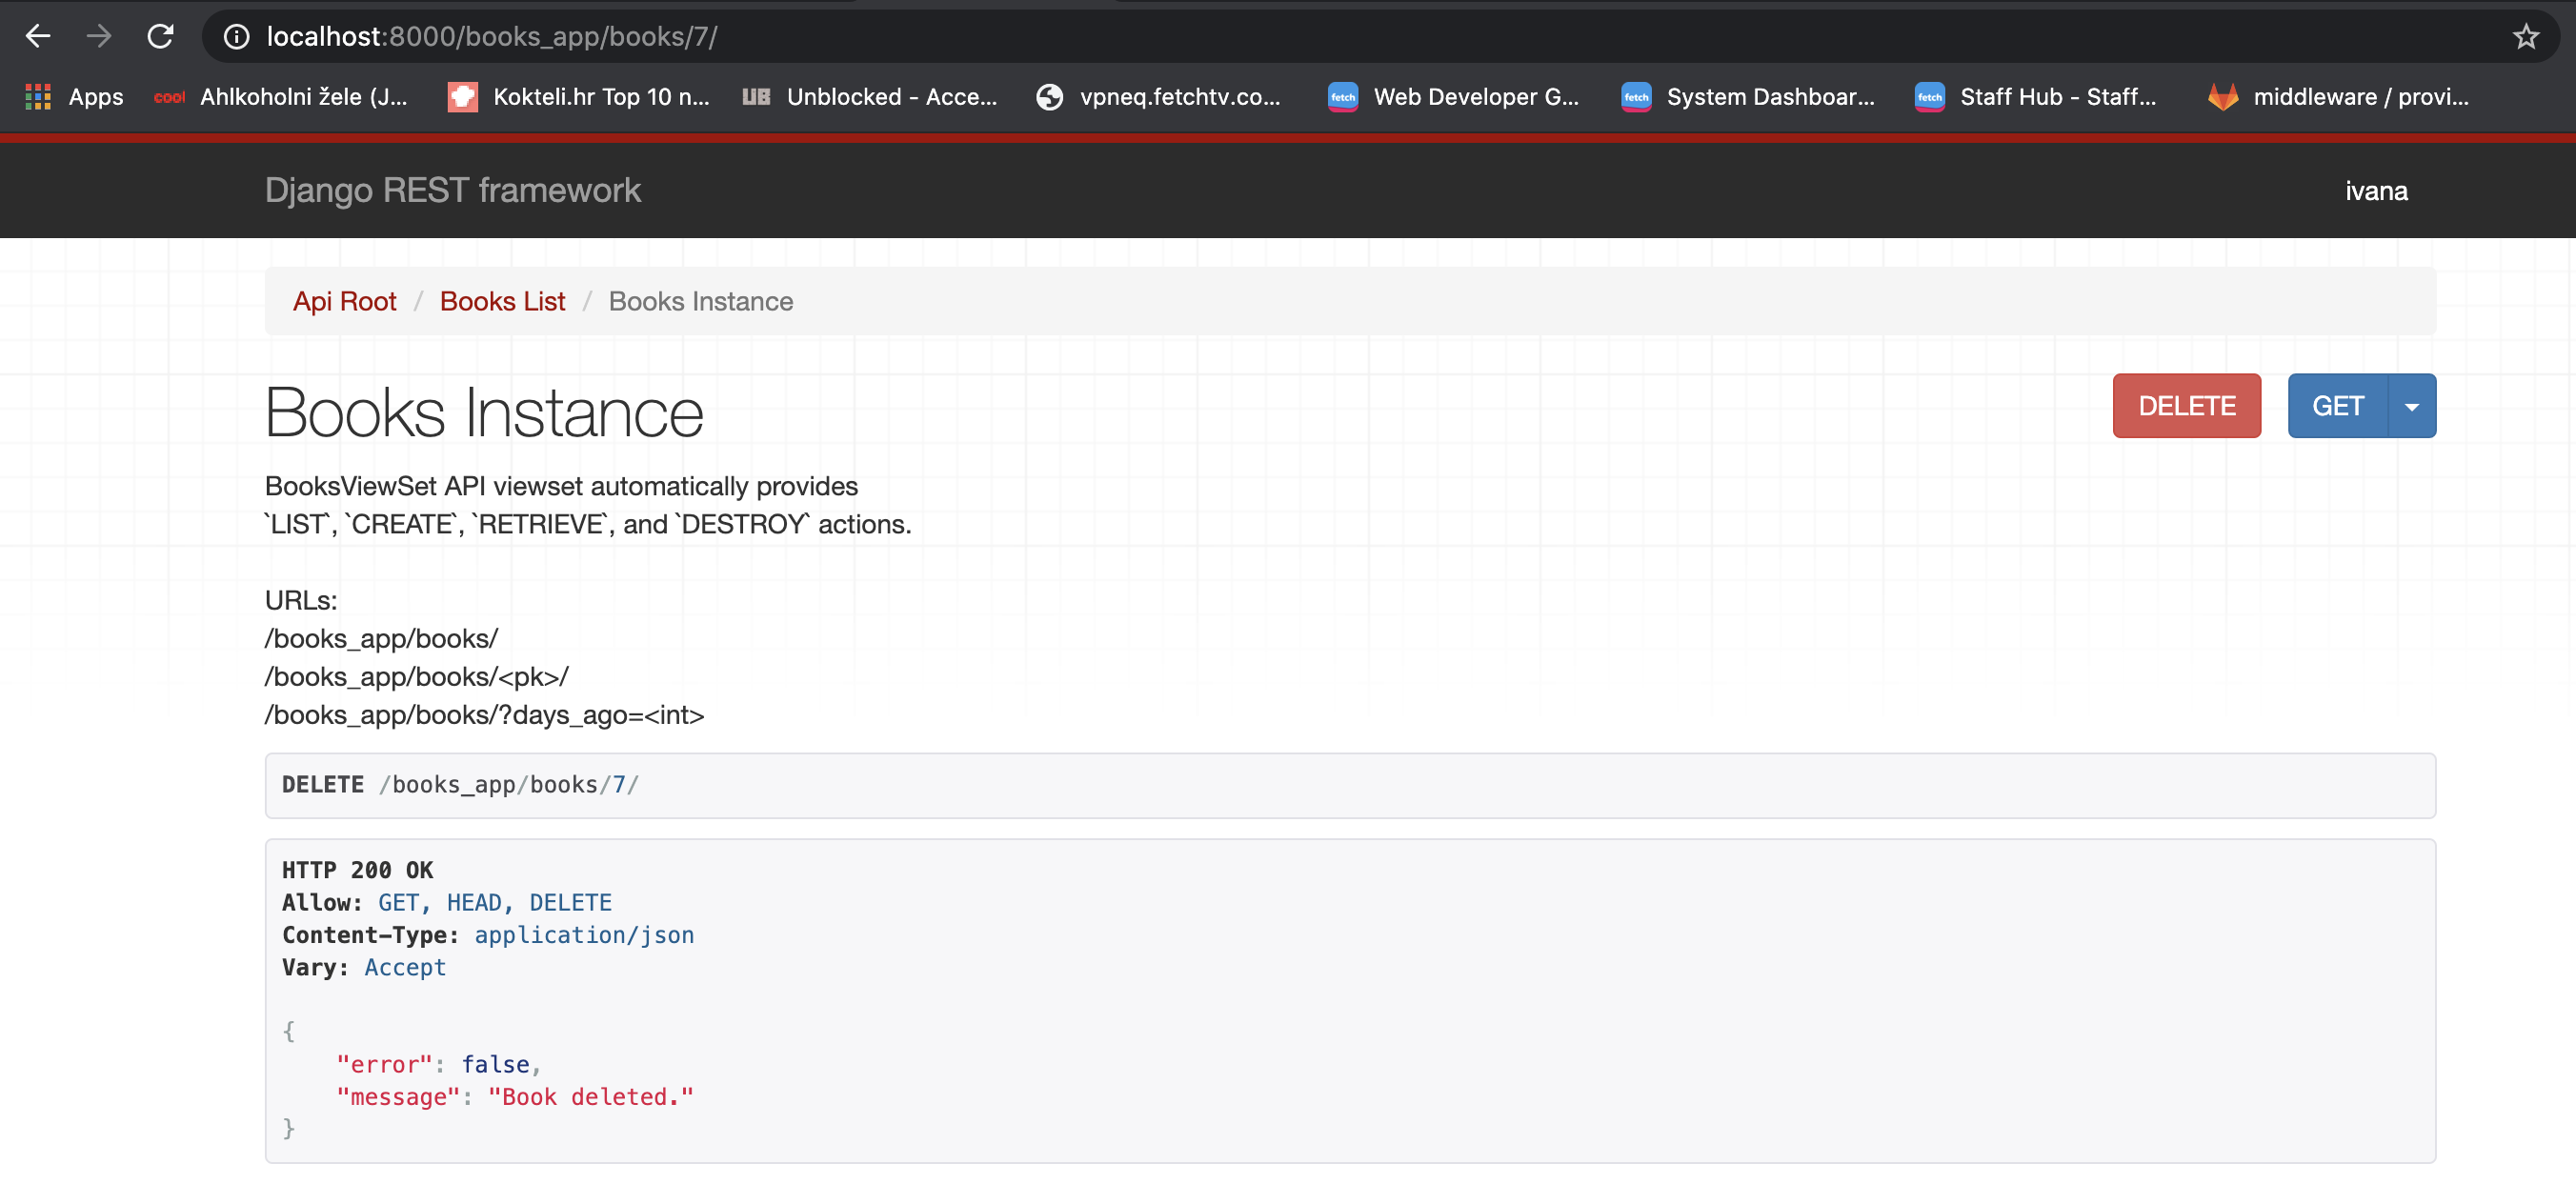 localhost:8000/books_app/books/7/
Apps cool Ahlkoholni žele (J... Kokteli.hr Top 10 n... UB Unblocked - Acce... vpneq.fetchtv.co... fetch Web Developer G... fetch System Dashboar... fetch Staff Hub - Staff... middleware / provi...
Django REST framework ivana
Api Root / Books List / Books Instance
Books Instance DELETE GET
BooksViewSet API viewset automatically provides
`LIST`, `CREATE`, `RETRIEVE`, and `DESTROY` actions.
URLs:
/books_app/books/
/books_app/books/<pk>/
/books_app/books/?days_ago=<int>
DELETE /books_app/books/7/
HTTP 200 OK
Allow: GET, HEAD, DELETE
Content-Type: application/json
Vary: Accept
{
"error": false,
"message": "Book deleted."
}